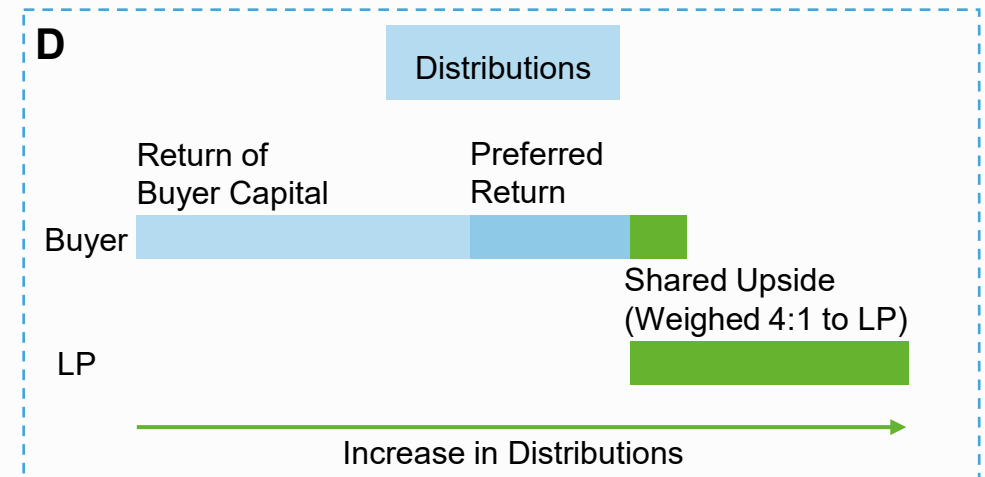 D
Distributions
Return of
Buyer Capital
Preferred
Return
Buyer
Shared Upside
(Weighed 4:1 to LP)
LP
Increase in Distributions